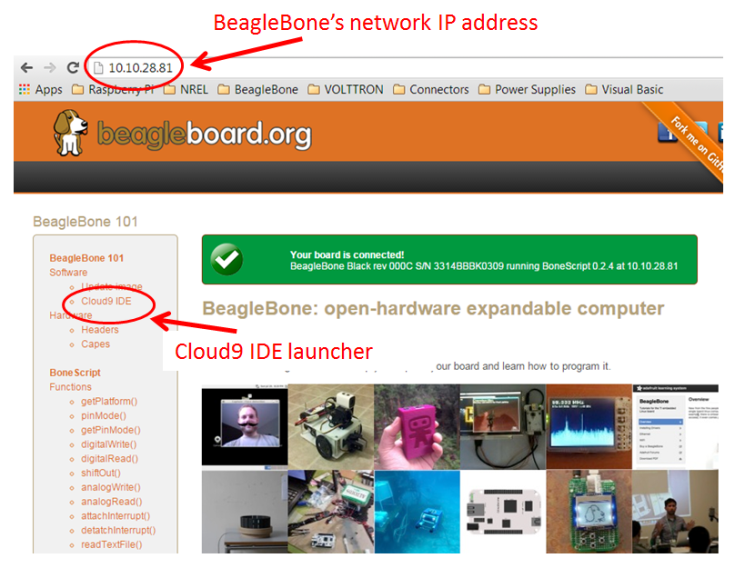 BeagleBone's network IP address
10.10.28.81
Apps Raspberry Pi NREL BeagleBone VOLTTRON Connectors Power Supplies Visual Basic
beagleboard.org
Fork me on GitH
BeagleBone 101
BeagleBone 101
Software
Update image
Cloud9 IDE
Hardware
Headers
Capes
BoneScript
Functions
getPlatform()
pinMode()
getPinMode()
digitalWrite()
digitalRead()
shiftOut()
analogWrite()
analogRead()
attachInterrupt()
detatchInterrupt()
readTextFile()
Your board is connected!
BeagleBone Black rev 000C S/N 3314BBBK0309 running BoneScript 0.2.4 at 10.10.28.81
BeagleBone: open-hardware expandable computer
Cloud9 IDE launcher
our board and learn how to program it.
BeagleBone
Overview